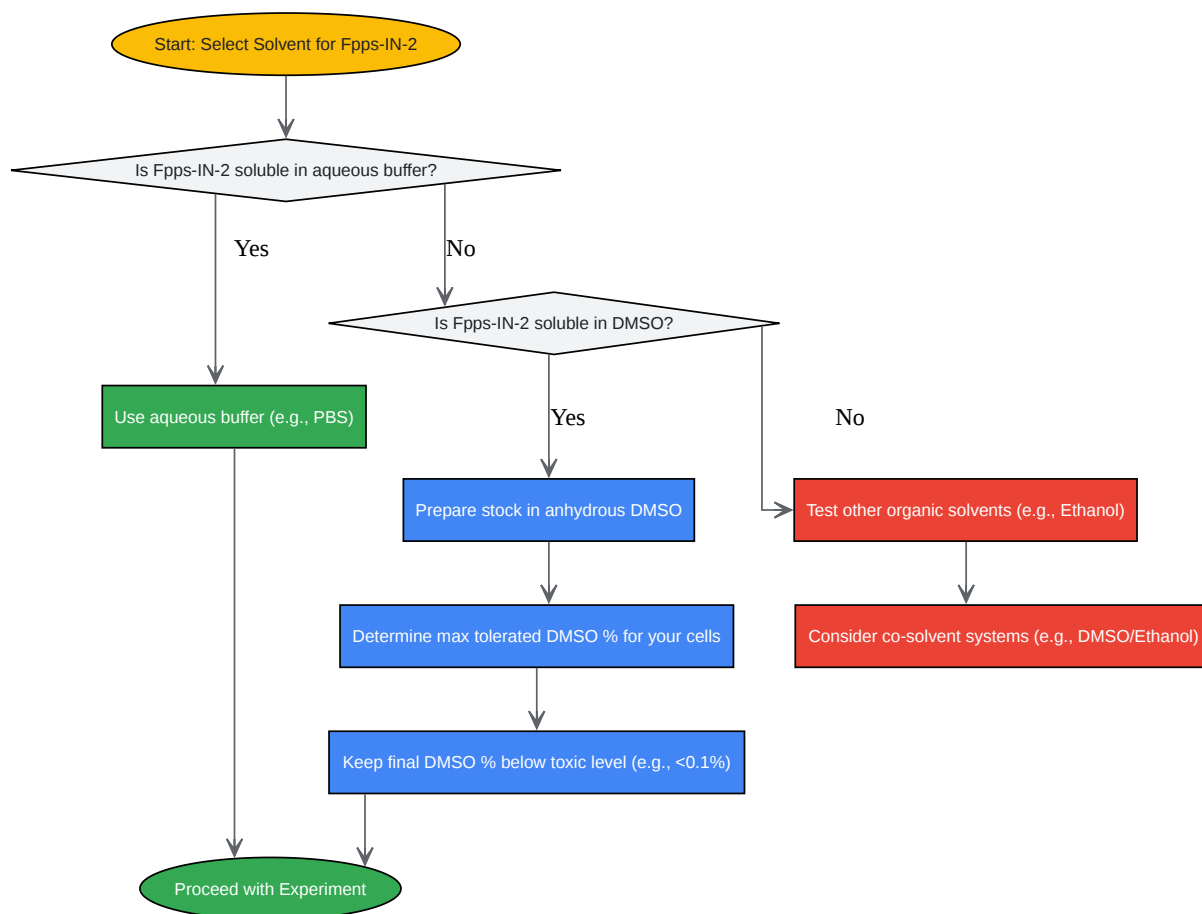 Start: Select Solvent for Fpps-IN-2
Is Fpps-IN-2 soluble in aqueous buffer?
Yes
No
Is Fpps-IN-2 soluble in DMSO?
Use aqueous buffer (e.g., PBS)
Yes
No
Prepare stock in anhydrous DMSO
Test other organic solvents (e.g., Ethanol)
Determine max tolerated DMSO % for your cells
Consider co-solvent systems (e.g., DMSO/Ethanol)
Keep final DMSO % below toxic level (e.g., <0.1%)
Proceed with Experiment